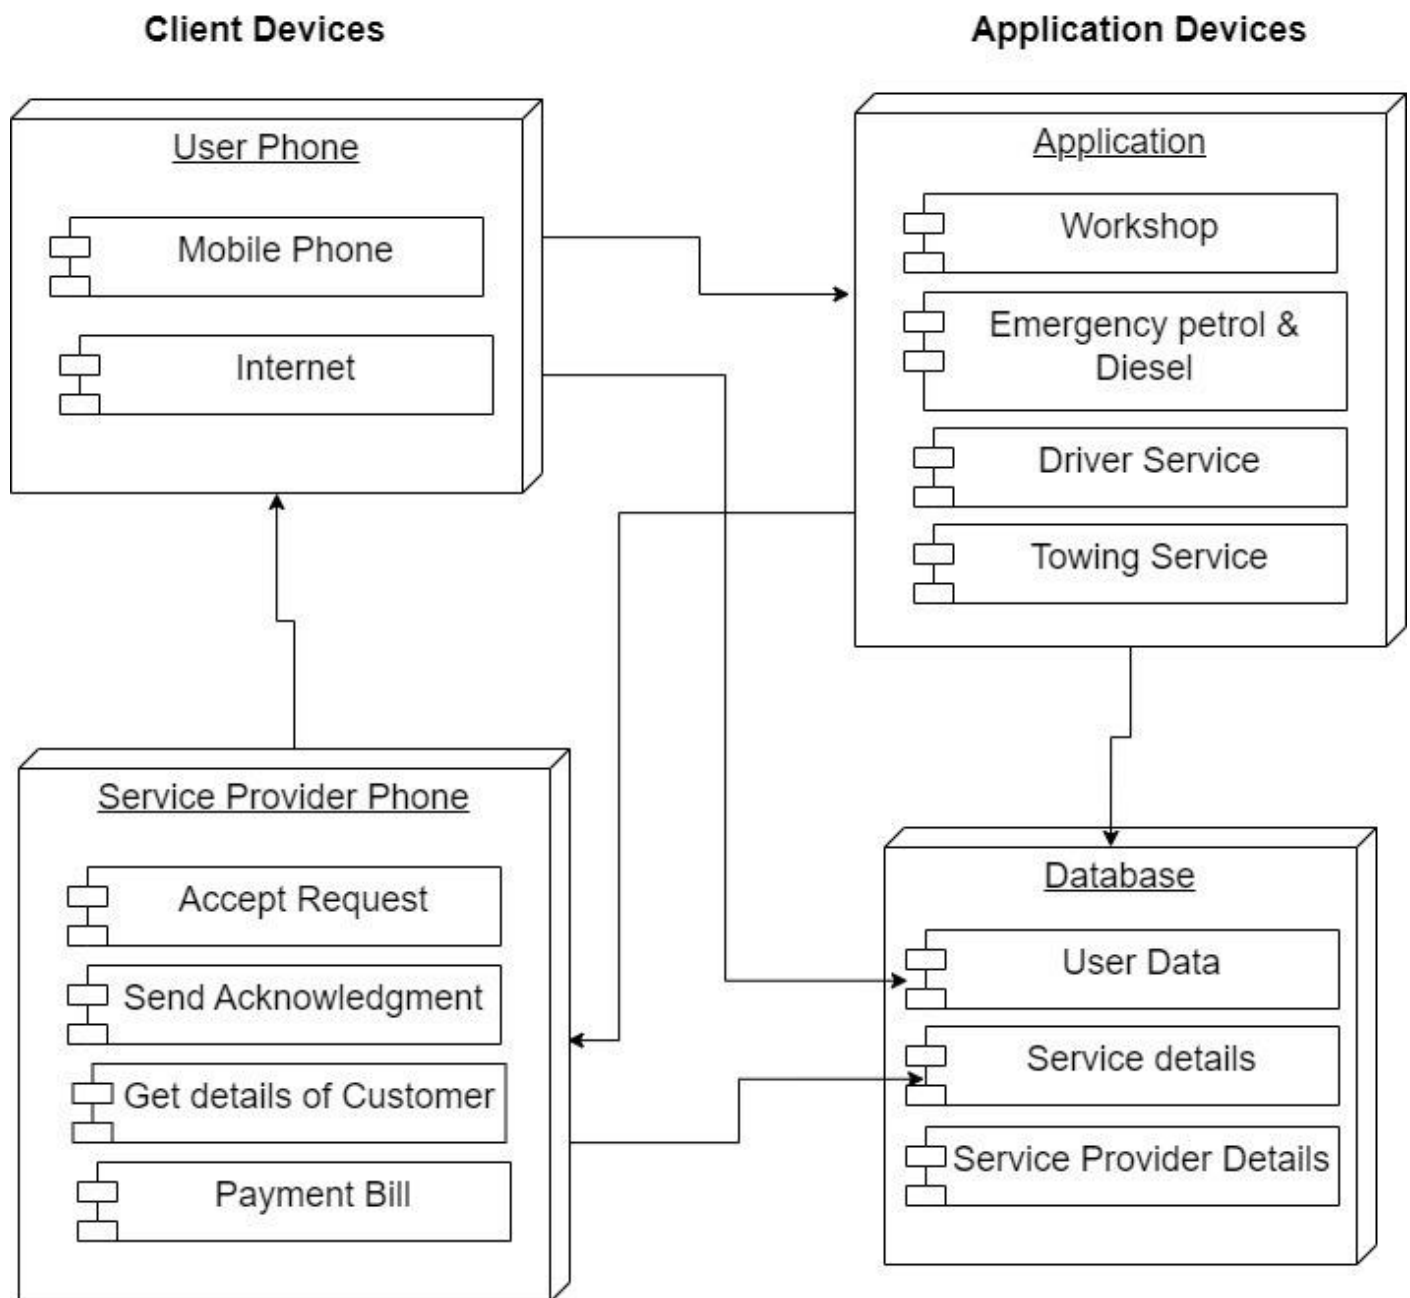 Client Devices
Application Devices
User Phone
Mobile Phone
Internet
Application
Workshop
Emergency petrol &
Diesel
Driver Service
Towing Service
Service Provider Phone
Accept Request
Send Acknowledgment
Get details of Customer
Payment Bill
Database
User Data
Service details
Service Provider Details